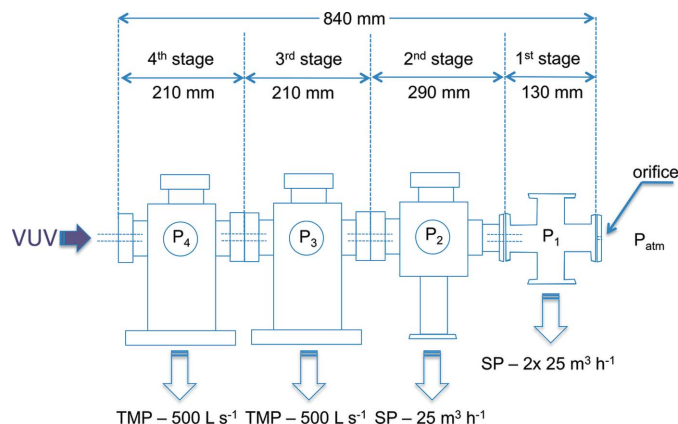 840 mm
4th stage
3rd stage
2nd stage
1st stage
210 mm
210 mm
290 mm
130 mm
orifice
VUV
P4
P3
P2
P1
Patm
SP – 2x 25 m3 h-1
TMP – 500 L s-1
TMP – 500 L s-1
SP – 25 m3 h-1